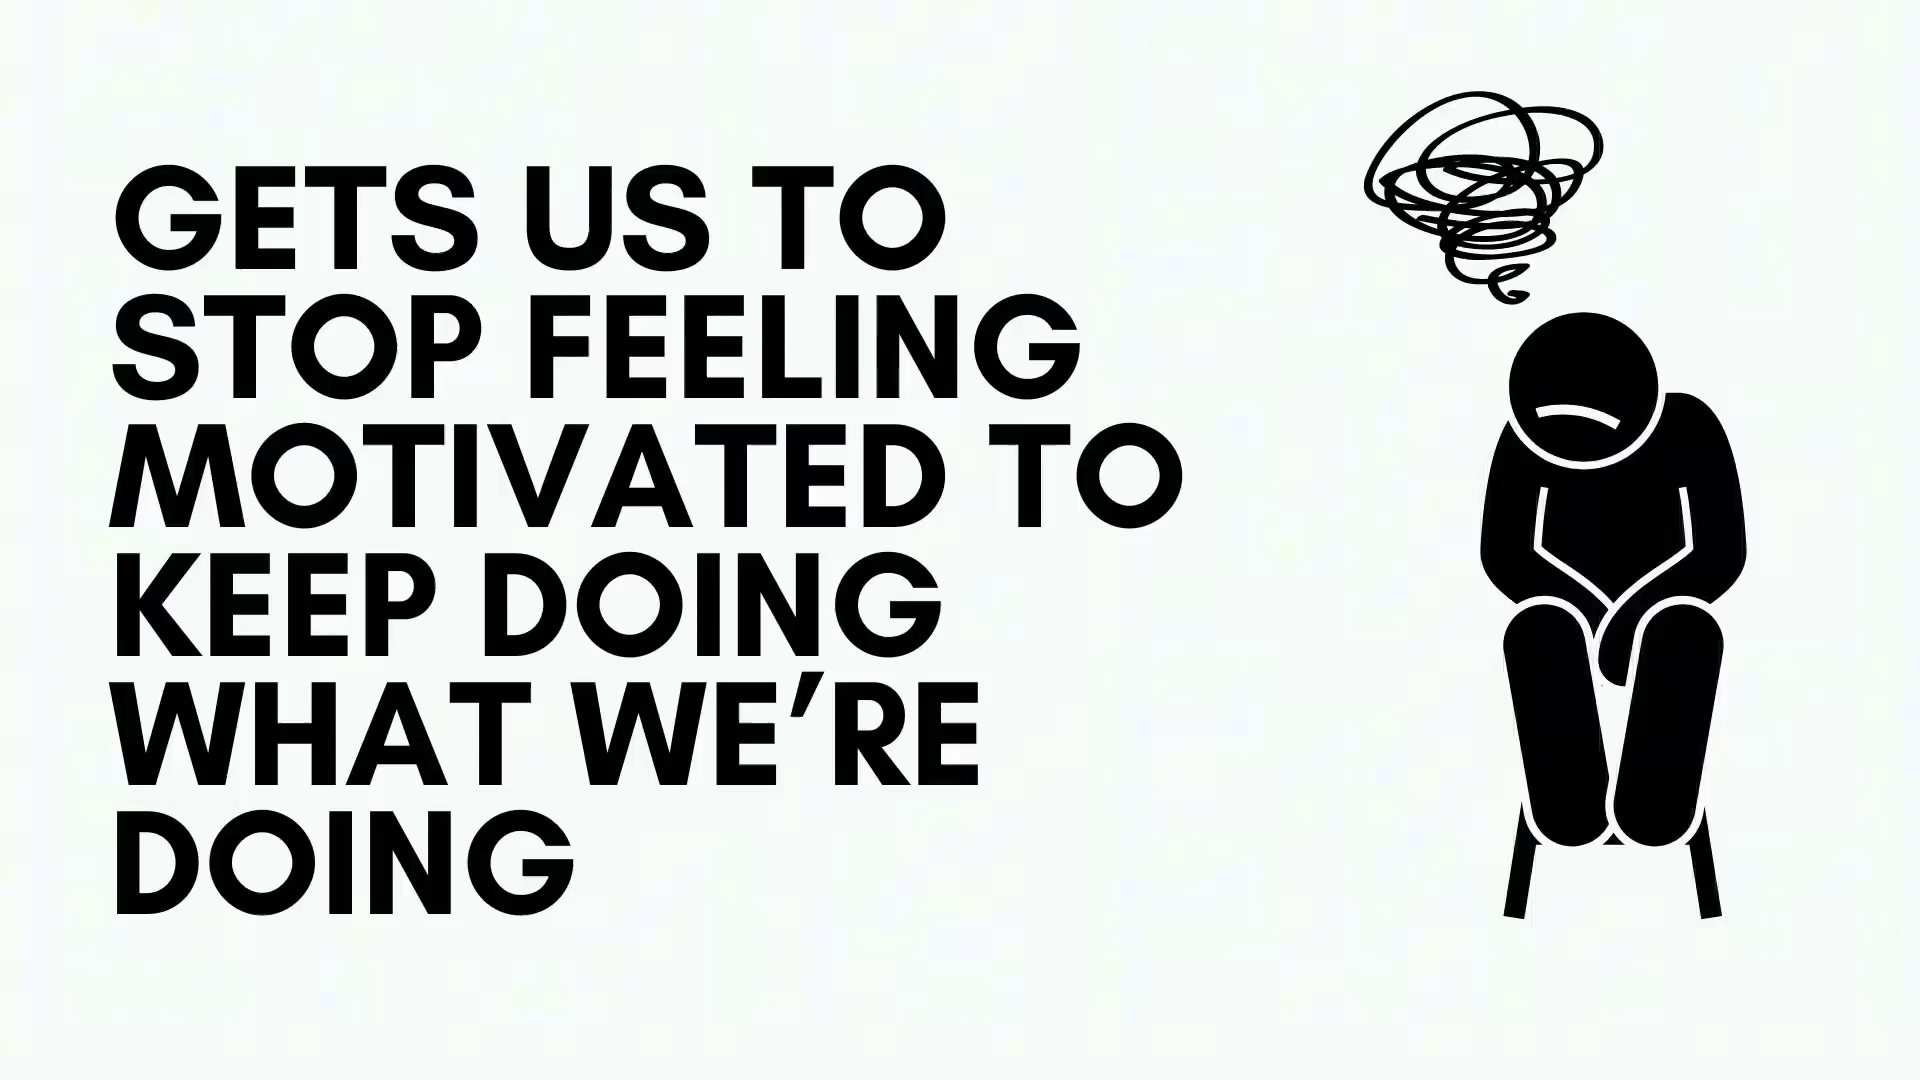 GETS US TO
STOP FEELING
MOTIVATED TO
KEEP DOING
WHAT WE’RE
DOING